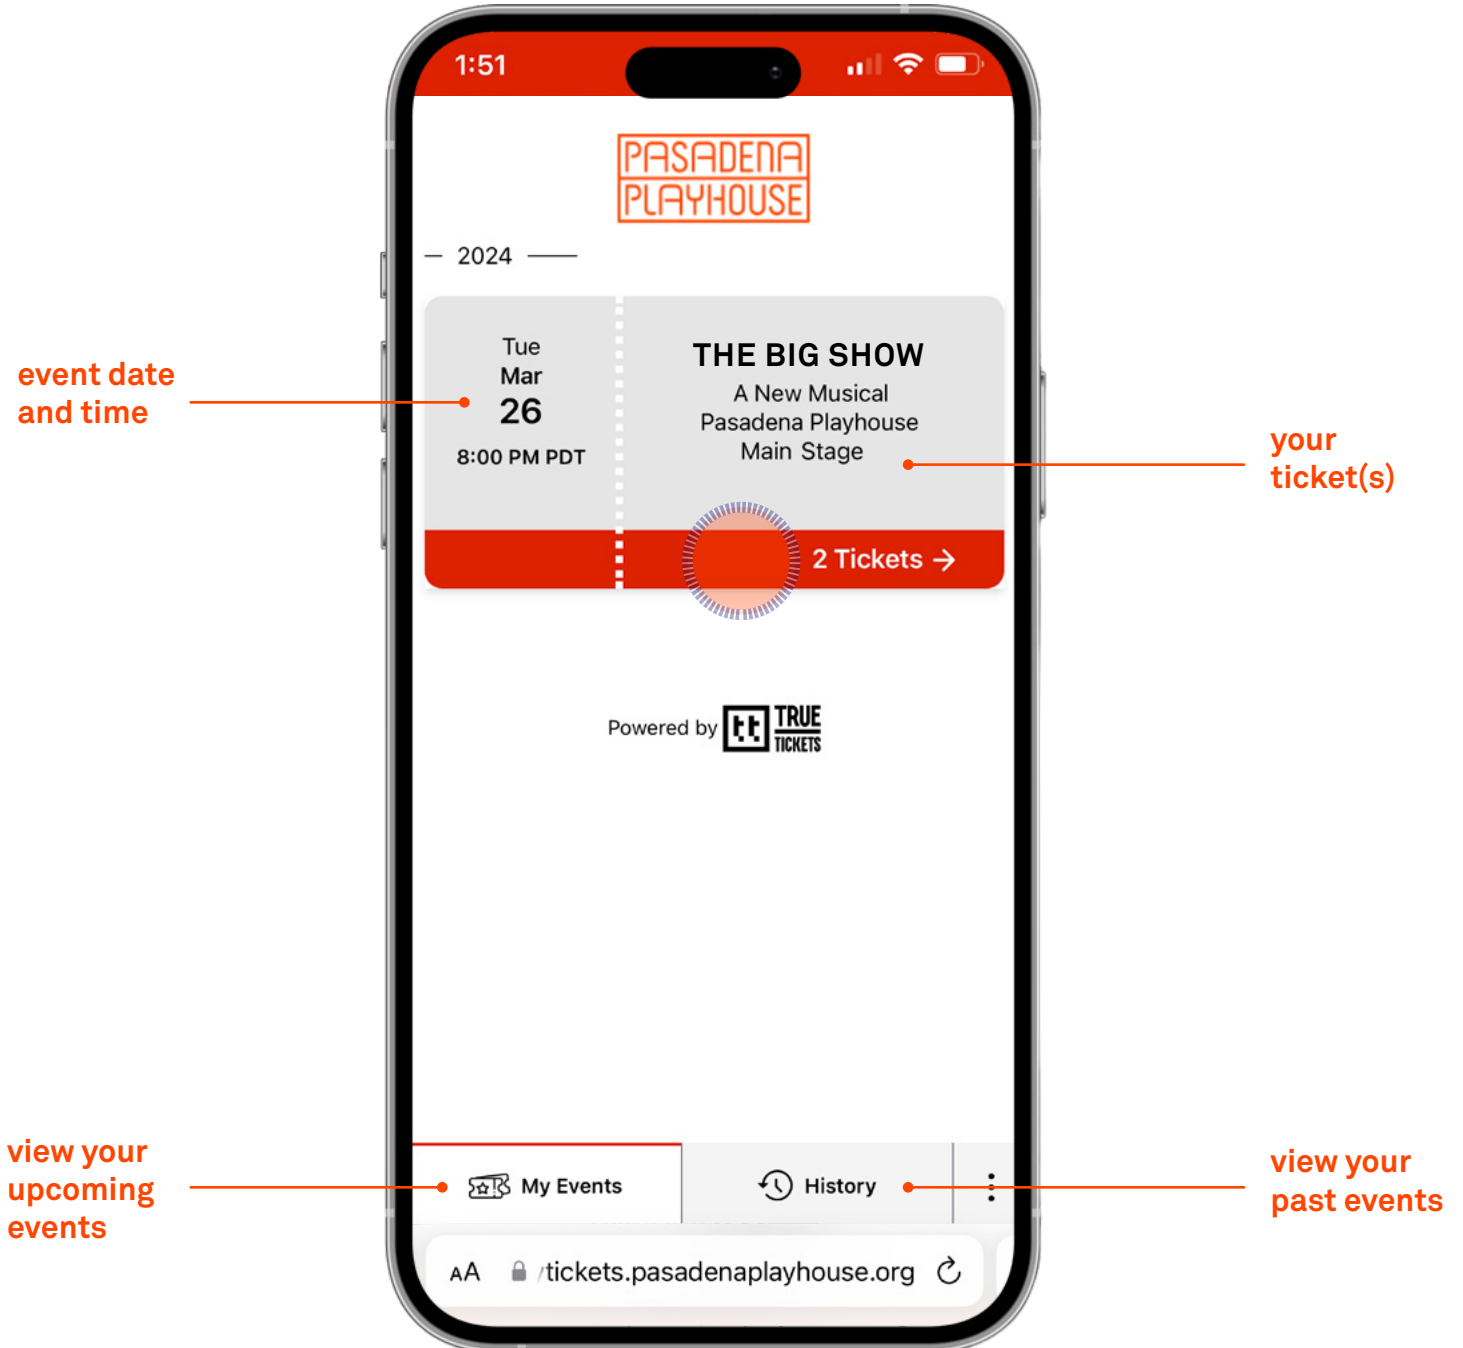 1:51
PASADENA
PLAYHOUSE
2024
Tue
Mar
26
8:00 PM PDT
THE BIG SHOW
A New Musical
Pasadena Playhouse
Main Stage
2 Tickets →
event date
and time
your
ticket(s)
Powered by tt TRUE
TICKETS
view your
upcoming
events
My Events
History
view your
past events
AA /tickets.pasadenaplayhouse.org